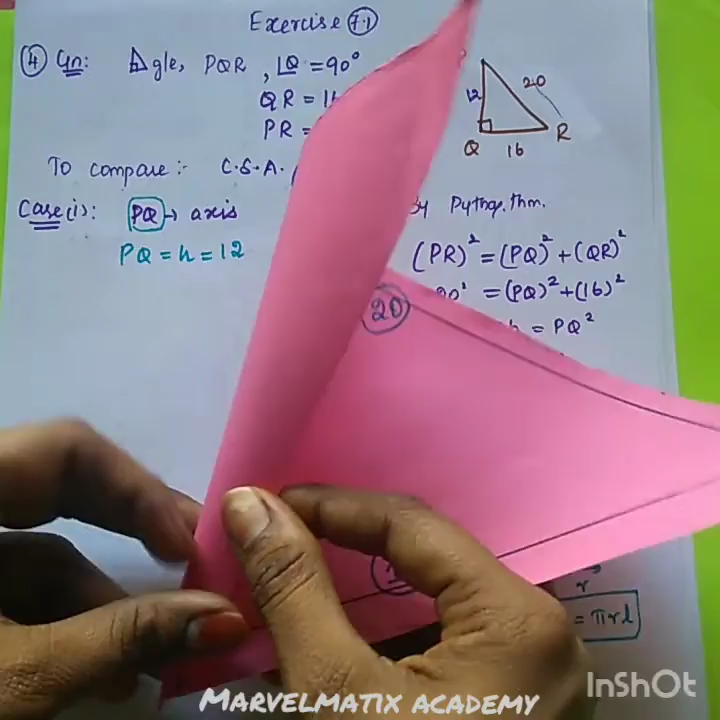 Exercise 7.1
④ Gn: ⊿gle, PQR, ∟Q = 90°
QR = 16
PR =
12
20
Q 16 R
To compare :- C.S.A.
Case(i): PQ → axis
PQ = h = 12
By Pythag. thm.
(PR)² = (PQ)² + (QR)²
= (PQ)² + (16)²
= PQ²
20
r
= πrl
MARVELMATIX ACADEMY
InShOt